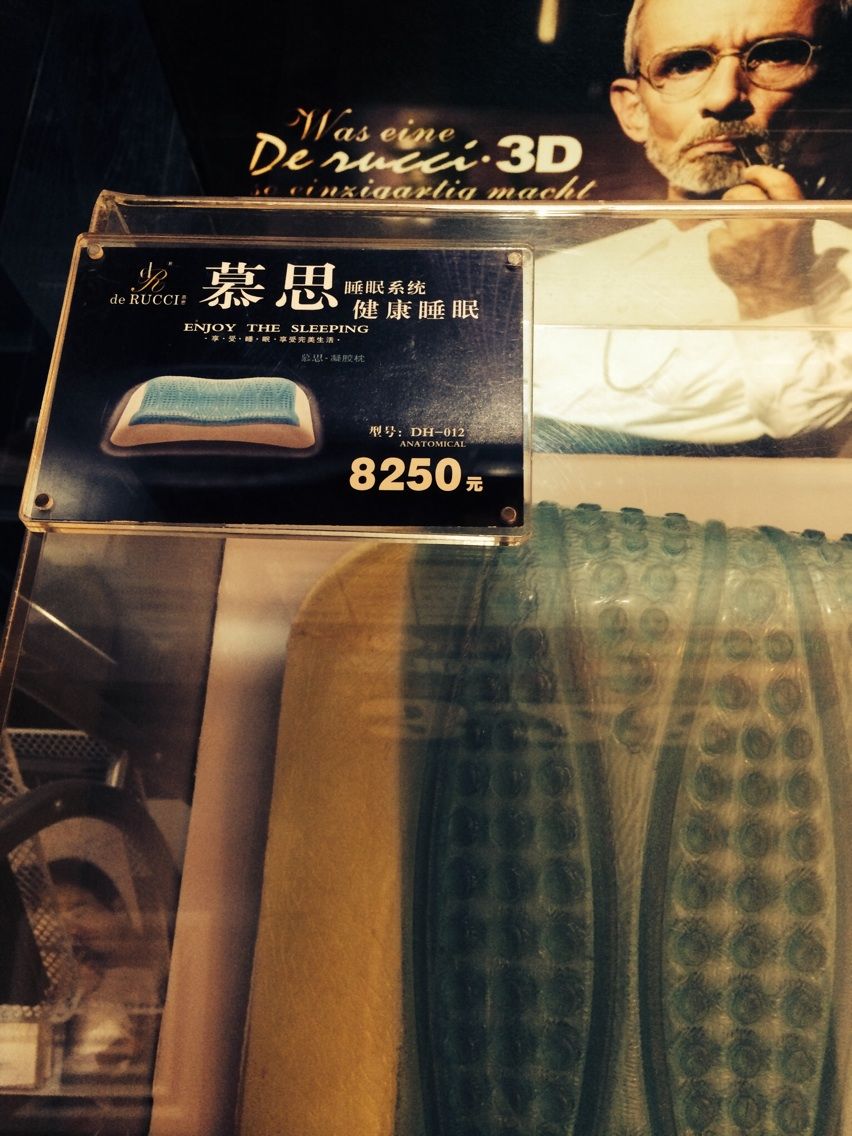 Was eine
De rucci·3D
so einzigartig macht
dR
de RUCCI
慕思 睡眠系统
健康睡眠
ENJOY THE SLEEPING
·享·受·睡·眠·享受完美生活·
慕思·凝胶枕
型号：DH-012
ANATOMICAL
8250元